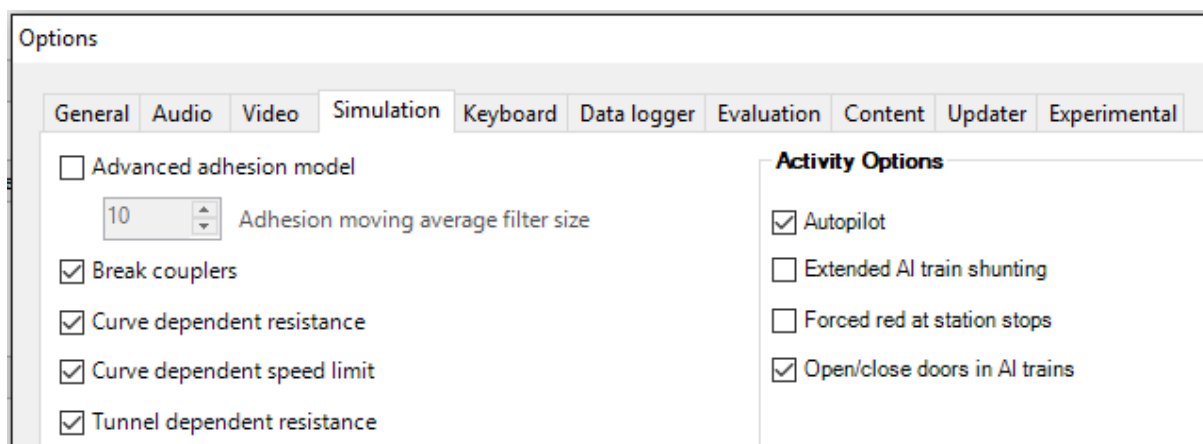 Options
General Audio Video Simulation Keyboard Data logger Evaluation Content Updater Experimental
Advanced adhesion model
10 Adhesion moving average filter size
Break couplers
Curve dependent resistance
Curve dependent speed limit
Tunnel dependent resistance
Activity Options
Autopilot
Extended AI train shunting
Forced red at station stops
Open/close doors in AI trains